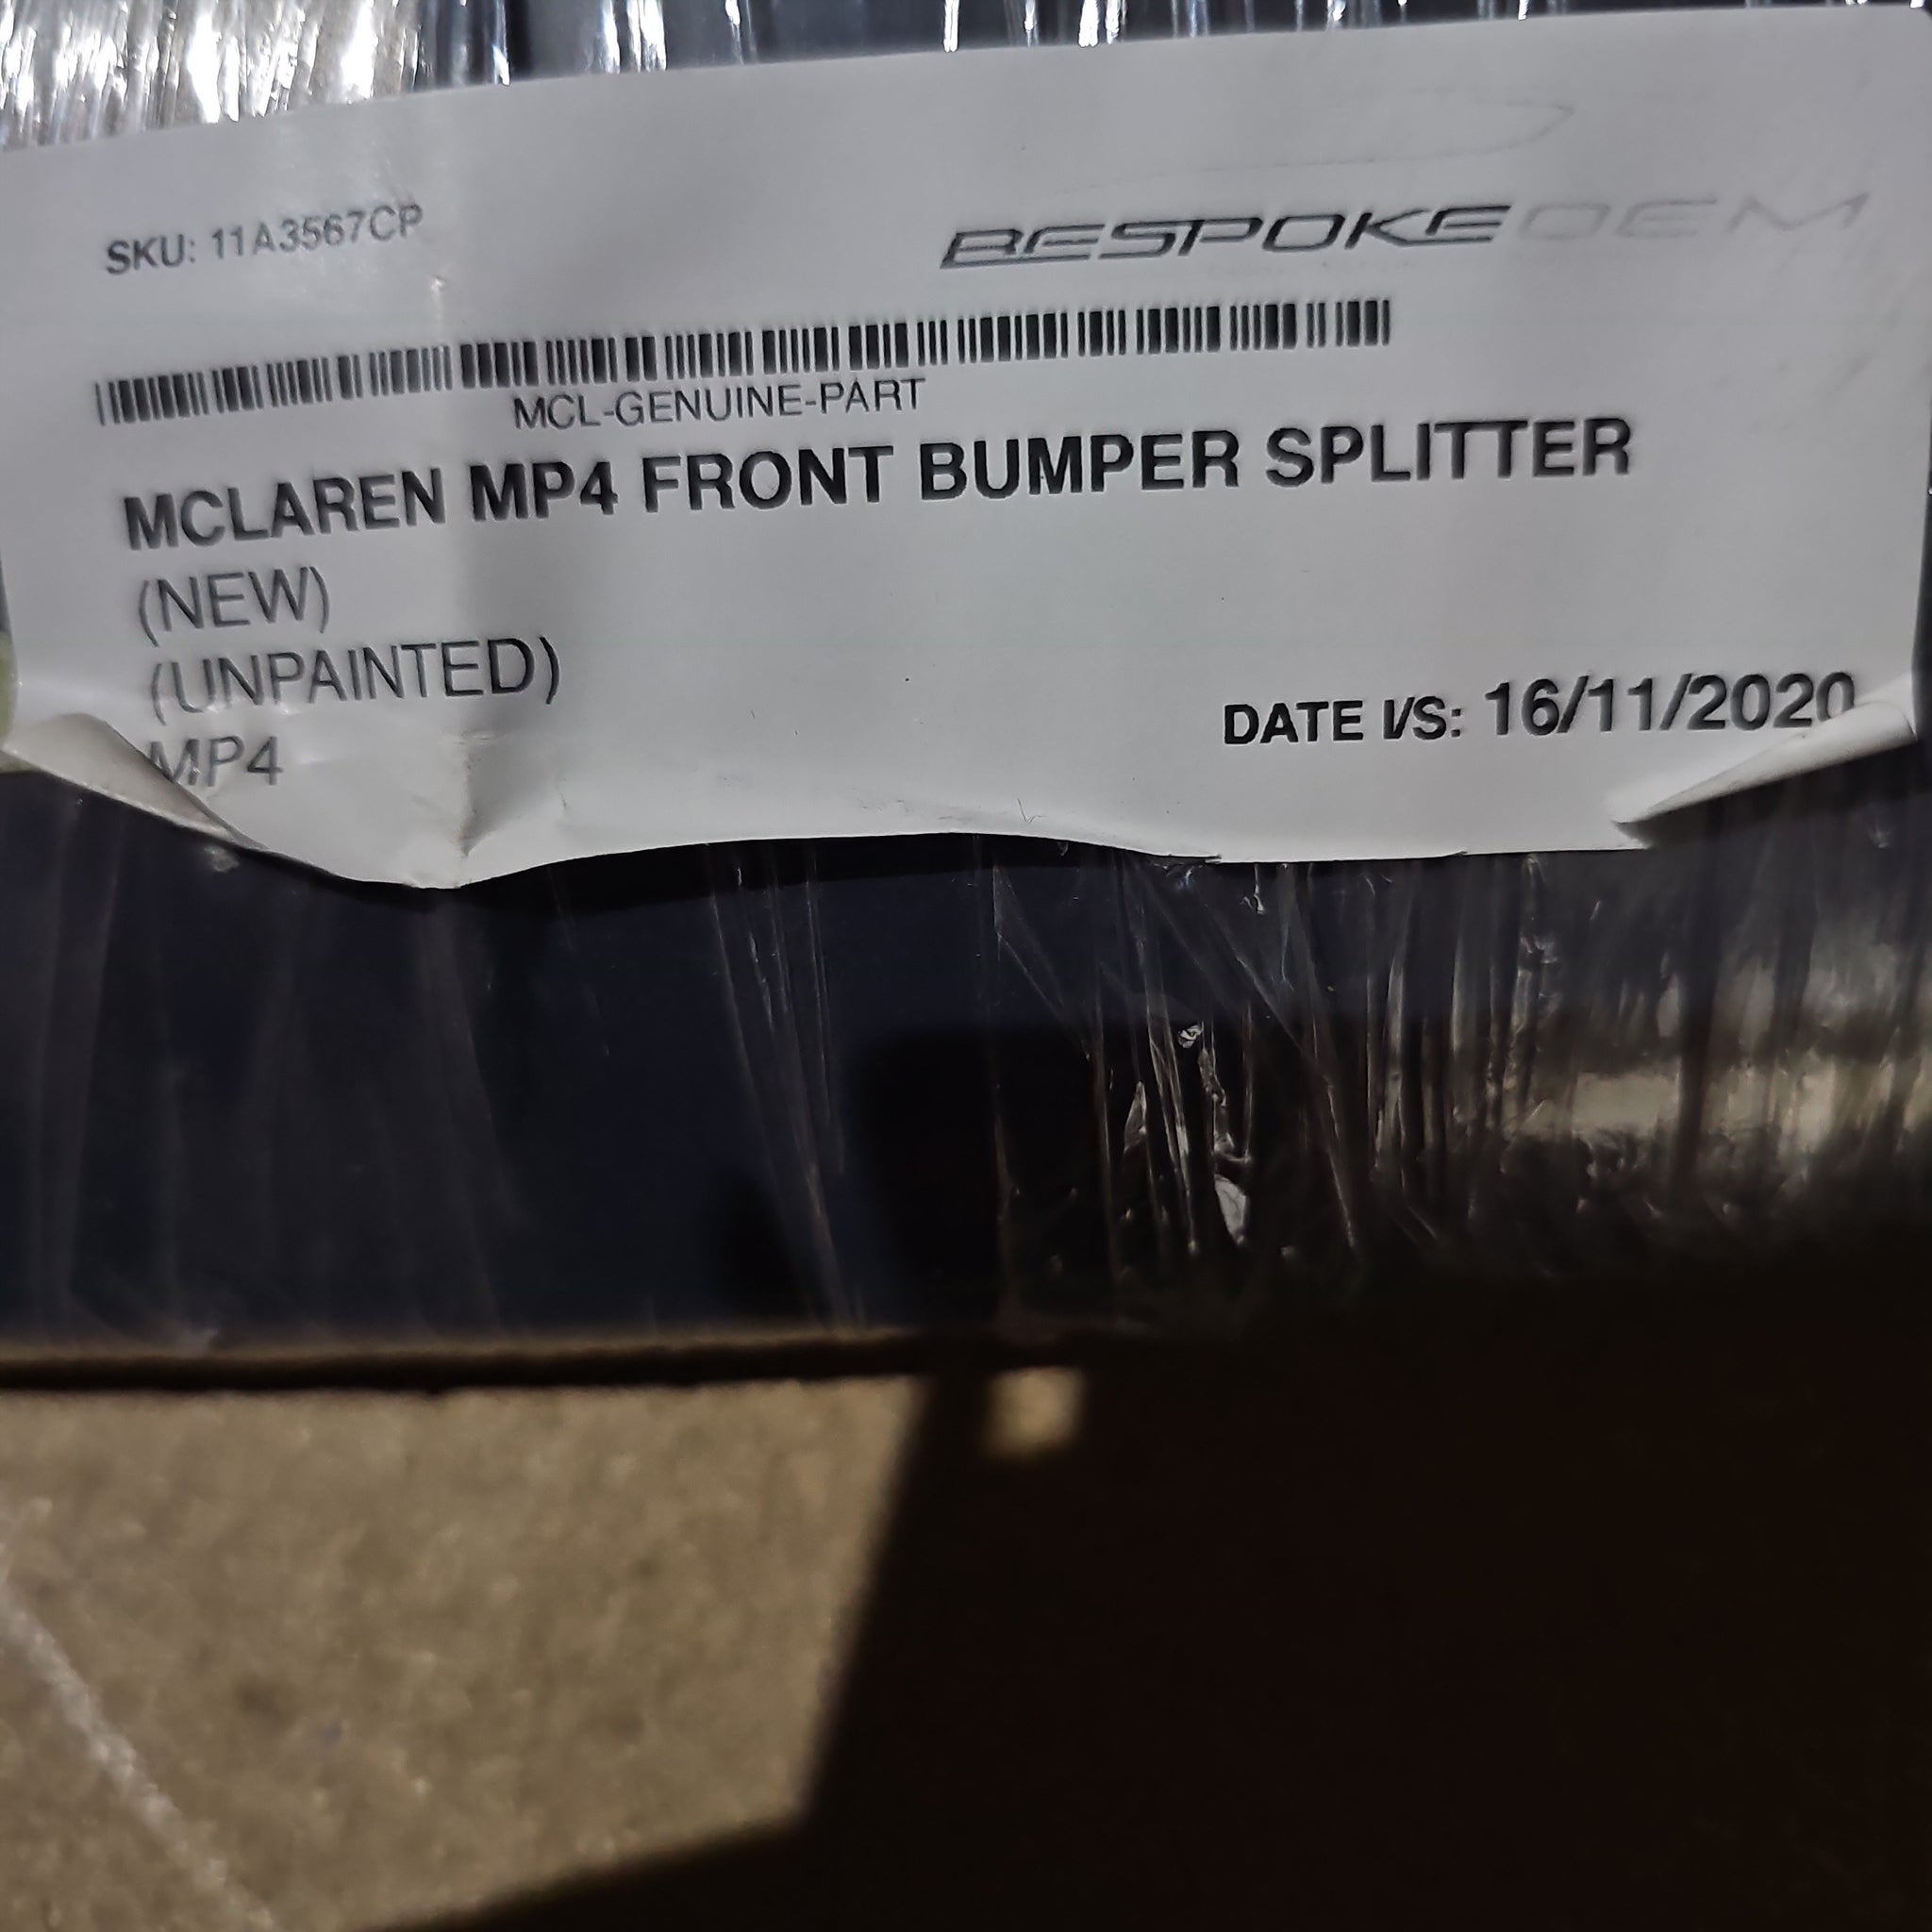 SKU: 11A3567CP
BESPOKEOEM
MCL-GENUINE-PART
MCLAREN MP4 FRONT BUMPER SPLITTER
(NEW)
(UNPAINTED)
MP4
DATE I/S: 16/11/2020